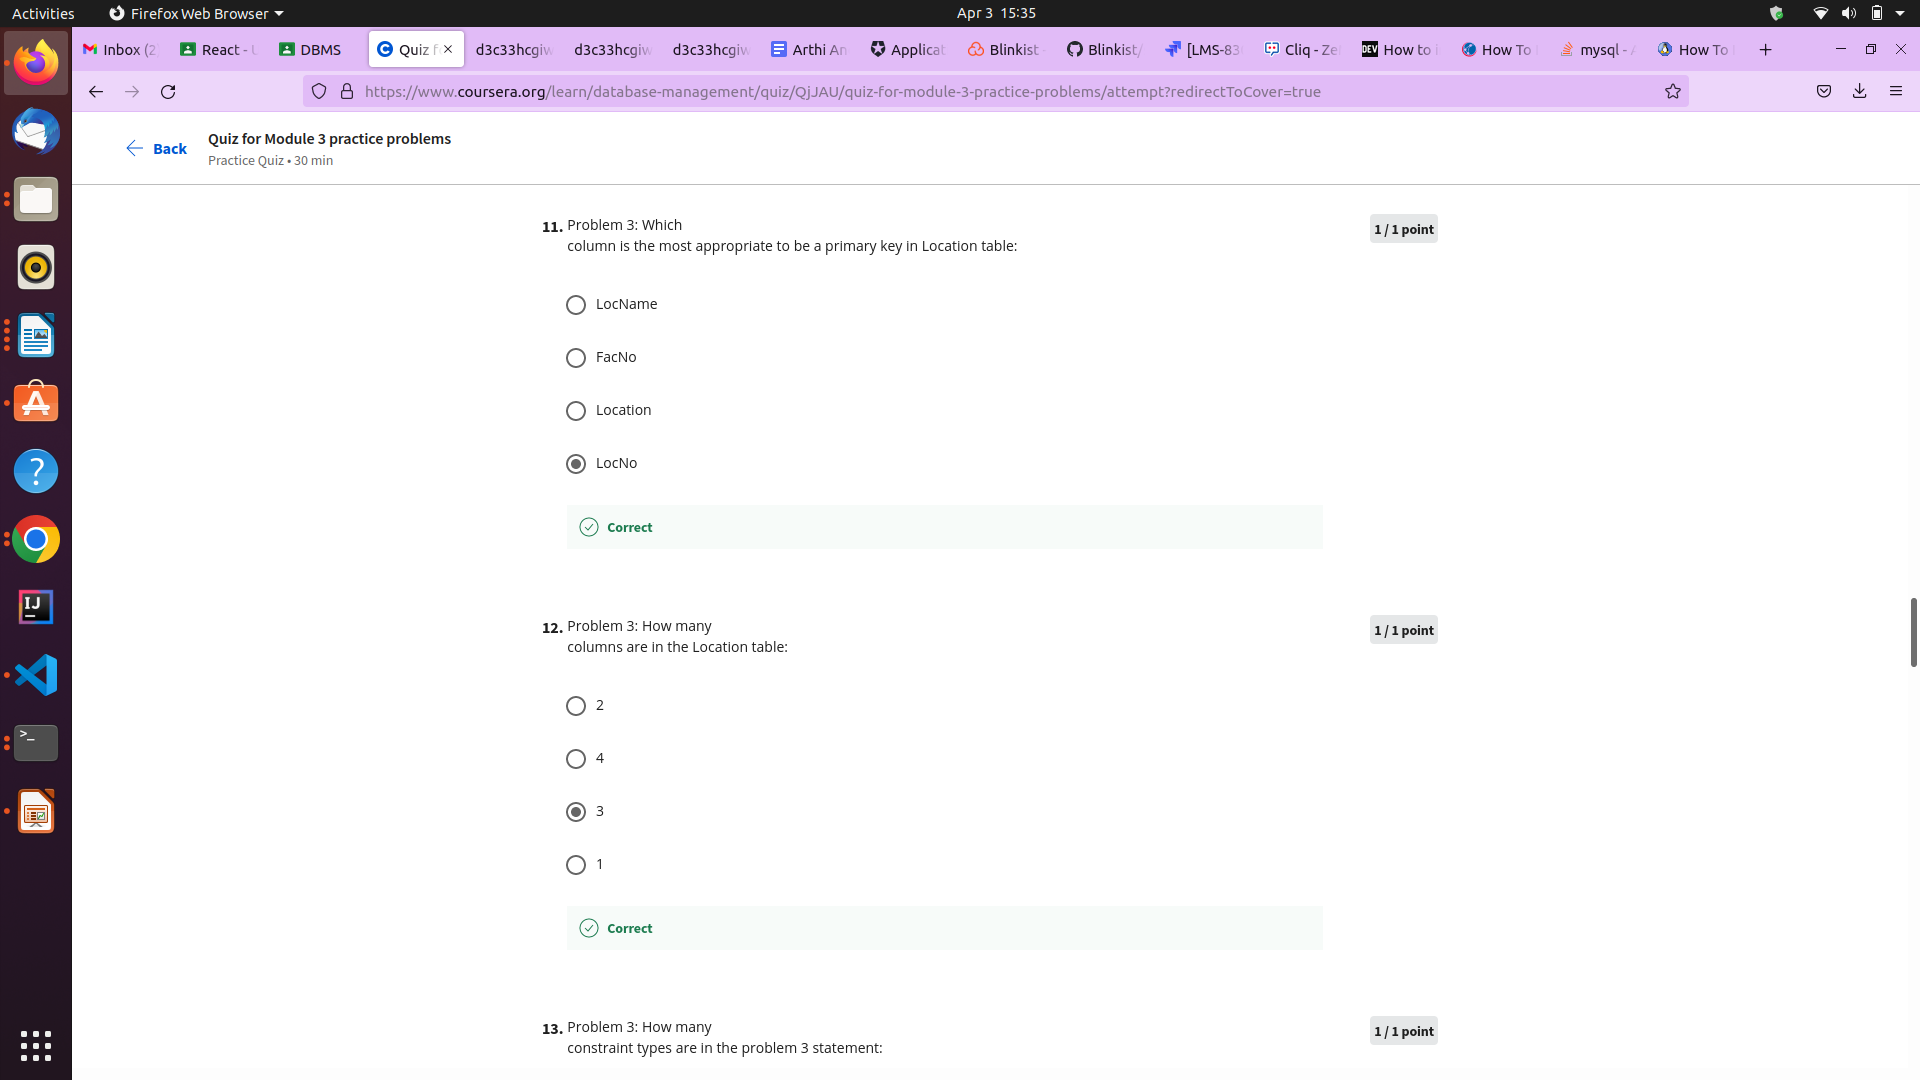 Activities
Firefox Web Browser
Apr 3 15:35
Inbox (2
React - U
DBMS
Quiz f
d3c33hcgiw
d3c33hcgiw
d3c33hcgiw
Arthi An
Applicat
Blinkist -
Blinkist/
[LMS-83
Cliq - Ze
How to i
How To
mysql - A
How To
https://www.coursera.org/learn/database-management/quiz/QjJAU/quiz-for-module-3-practice-problems/attempt?redirectToCover=true
Back
Quiz for Module 3 practice problems
Practice Quiz • 30 min
11. Problem 3: Which
column is the most appropriate to be a primary key in Location table:
1 / 1 point
LocName
FacNo
Location
LocNo
Correct
12. Problem 3: How many
columns are in the Location table:
1 / 1 point
2
4
3
1
Correct
13. Problem 3: How many
constraint types are in the problem 3 statement:
1 / 1 point